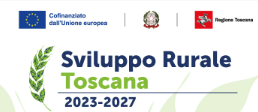 Cofinanziato
dall'Unione europea
Regione Toscana
Sviluppo Rurale
Toscana
2023-2027